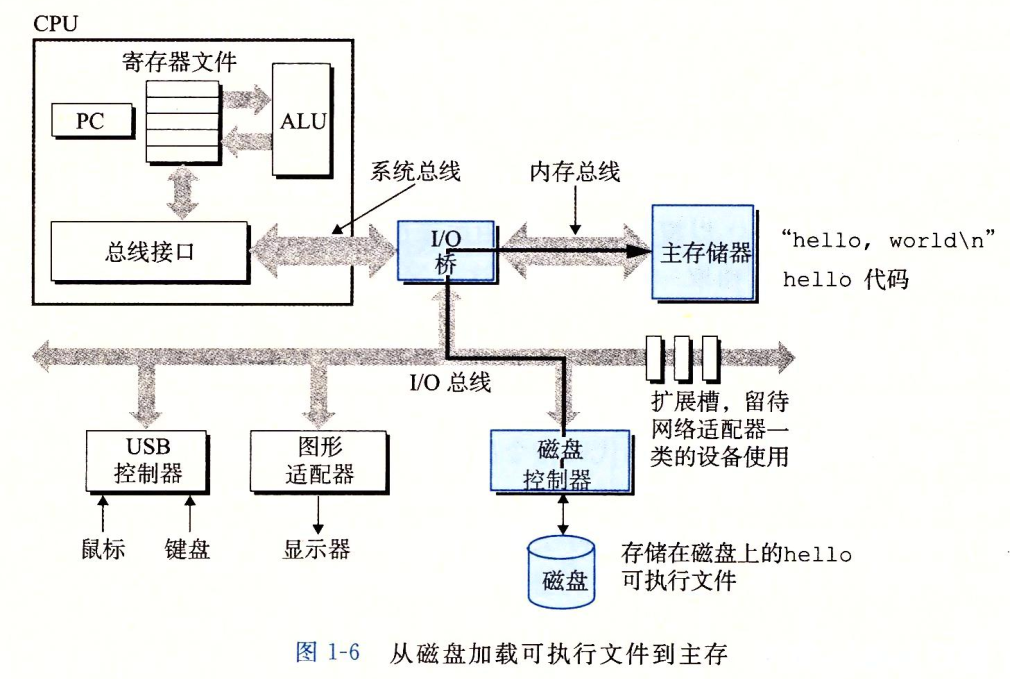 CPU
寄存器文件
PC
ALU
系统总线
内存总线
总线接口
I/O
桥
主存储器
“hello, world\n”
hello 代码
I/O 总线
扩展槽，留待
网络适配器一
类的设备使用
USB
控制器
图形
适配器
磁盘
控制器
鼠标
键盘
显示器
磁盘
存储在磁盘上的hello
可执行文件
图 1-6 从磁盘加载可执行文件到主存